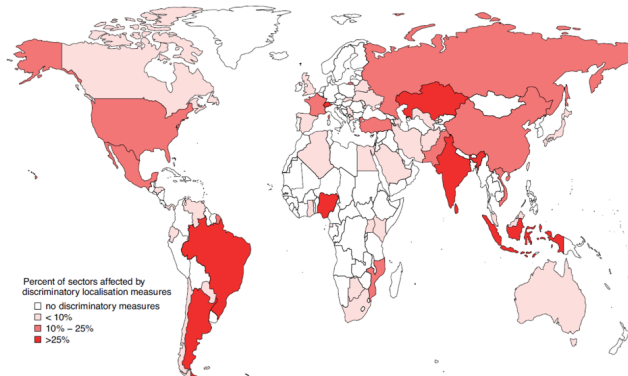 Percent of sectors affected by
discriminatory localisation measures
no discriminatory measures
< 10%
10% – 25%
>25%